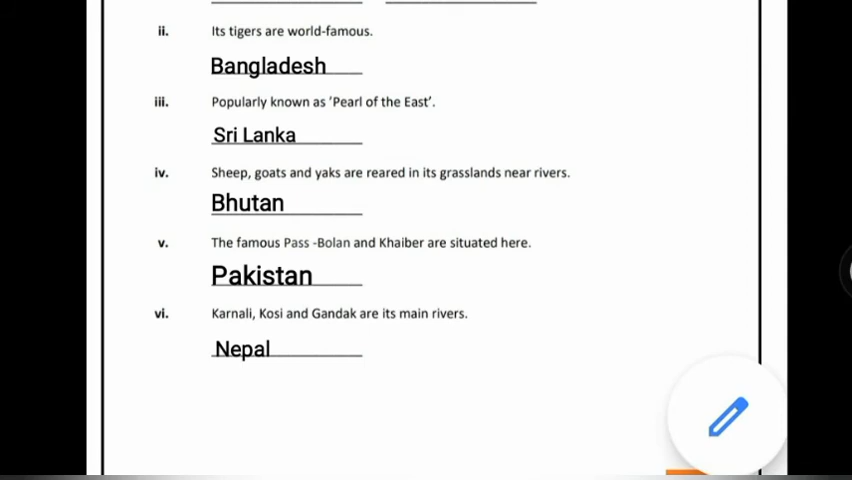 ii. Its tigers are world-famous.
Bangladesh
iii. Popularly known as 'Pearl of the East'.
Sri Lanka
iv. Sheep, goats and yaks are reared in its grasslands near rivers.
Bhutan
v. The famous Pass -Bolan and Khaiber are situated here.
Pakistan
vi. Karnali, Kosi and Gandak are its main rivers.
Nepal